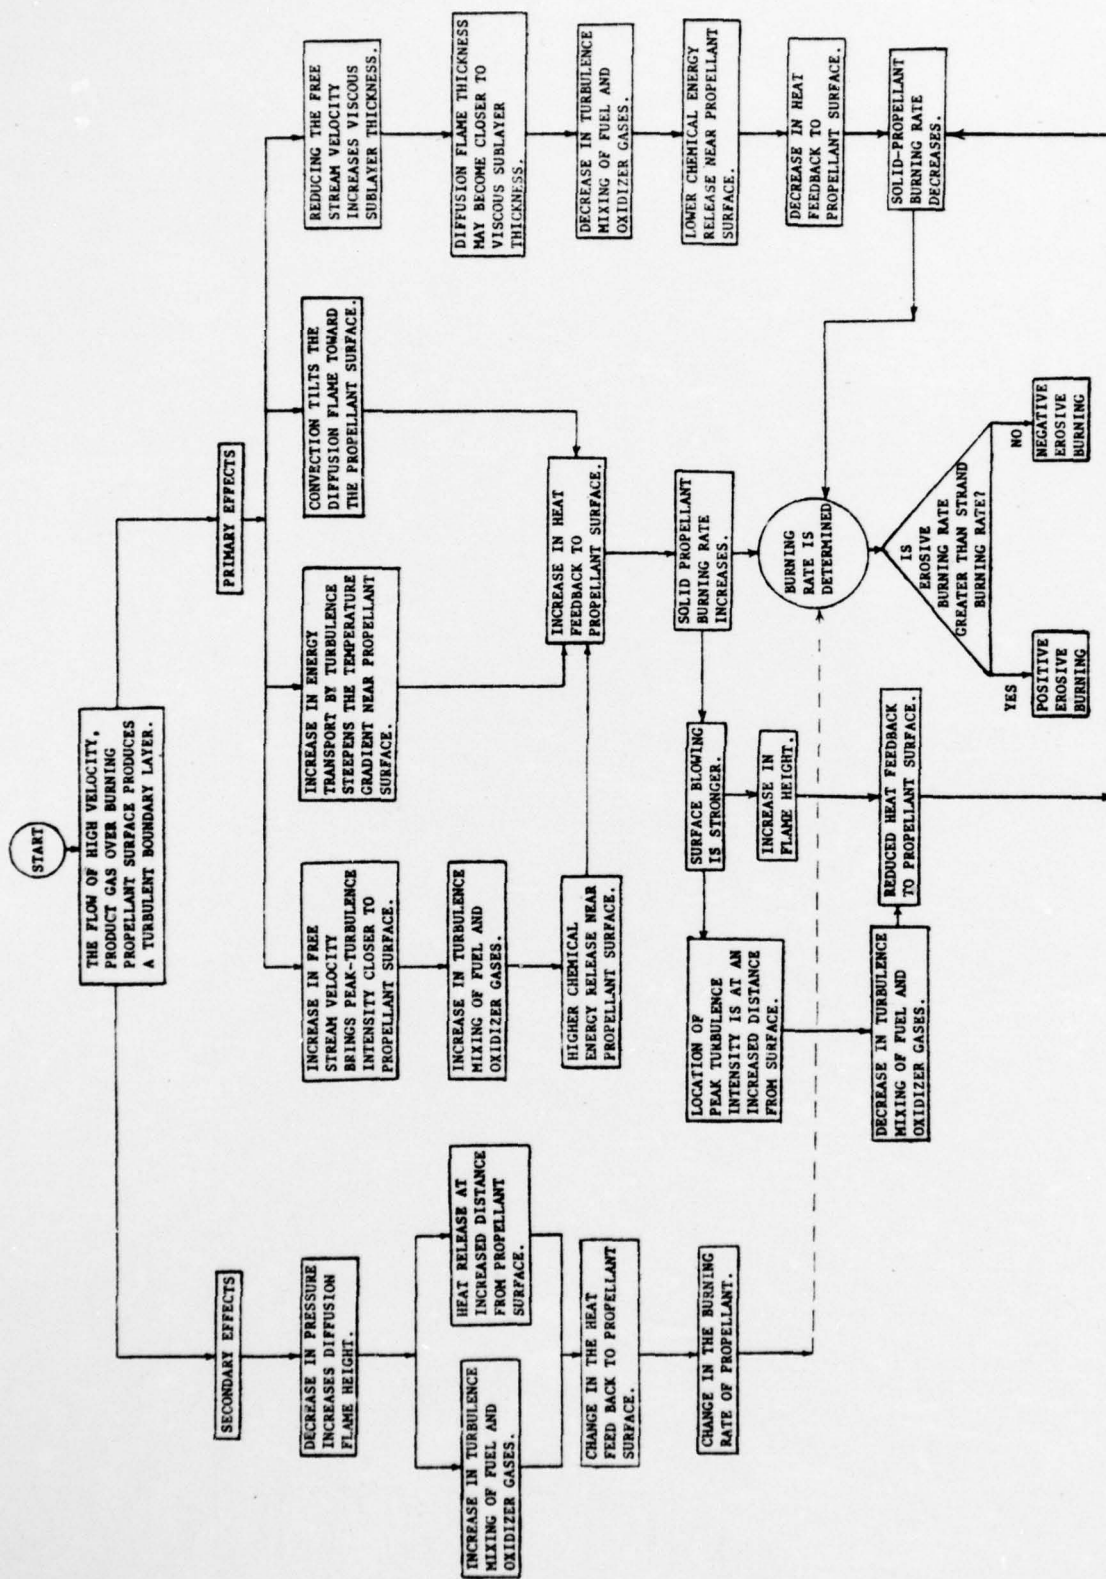 START
THE FLOW OF HIGH VELOCITY,
PRODUCT GAS OVER BURNING
PROPELLANT SURFACE PRODUCES
A TURBULENT BOUNDARY LAYER.
SECONDARY EFFECTS
PRIMARY EFFECTS
DECREASE IN PRESSURE
INCREASES DIFFUSION
FLAME HEIGHT.
INCREASE IN TURBULENCE
MIXING OF FUEL AND
OXIDIZER GASES.
HEAT RELEASE AT
INCREASED DISTANCE
FROM PROPELLANT
SURFACE.
CHANGE IN THE HEAT
FEED BACK TO PROPELLANT
SURFACE.
CHANGE IN THE BURNING
RATE OF PROPELLANT.
INCREASE IN FREE
STREAM VELOCITY
BRINGS PEAK-TURBULENCE
INTENSITY CLOSER TO
PROPELLANT SURFACE.
INCREASE IN TURBULENCE
MIXING OF FUEL AND
OXIDIZER GASES.
HIGHER CHEMICAL
ENERGY RELEASE NEAR
PROPELLANT SURFACE.
INCREASE IN ENERGY
TRANSPORT BY TURBULENCE
STEEPENS THE TEMPERATURE
GRADIENT NEAR PROPELLANT
SURFACE.
CONVECTION TILTS THE
DIFFUSION FLAME TOWARD
THE PROPELLANT SURFACE.
INCREASE IN HEAT
FEEDBACK TO
PROPELLANT SURFACE.
SOLID PROPELLANT
BURNING RATE
INCREASES.
SURFACE BLOWING
IS STRONGER.
INCREASE IN
FLAME HEIGHT.
LOCATION OF
PEAK TURBULENCE
INTENSITY IS AT AN
INCREASED DISTANCE
FROM SURFACE.
DECREASE IN TURBULENCE
MIXING OF FUEL AND
OXIDIZER GASES.
REDUCED HEAT FEEDBACK
TO PROPELLANT SURFACE.
REDUCING THE FREE
STREAM VELOCITY
INCREASES VISCOUS
SUBLAYER THICKNESS.
DIFFUSION FLAME THICKNESS
MAY BECOME CLOSER TO
VISCOUS SUBLAYER
THICKNESS.
DECREASE IN TURBULENCE
MIXING OF FUEL AND
OXIDIZER GASES.
LOWER CHEMICAL ENERGY
RELEASE NEAR PROPELLANT
SURFACE.
DECREASE IN HEAT
FEEDBACK TO
PROPELLANT SURFACE.
SOLID-PROPELLANT
BURNING RATE
DECREASES.
BURNING
RATE IS
DETERMINED
IS
EROSIVE
BURNING RATE
GREATER THAN STRAND
BURNING RATE?
YES
NO
POSITIVE
EROSIVE
BURNING
NEGATIVE
EROSIVE
BURNING